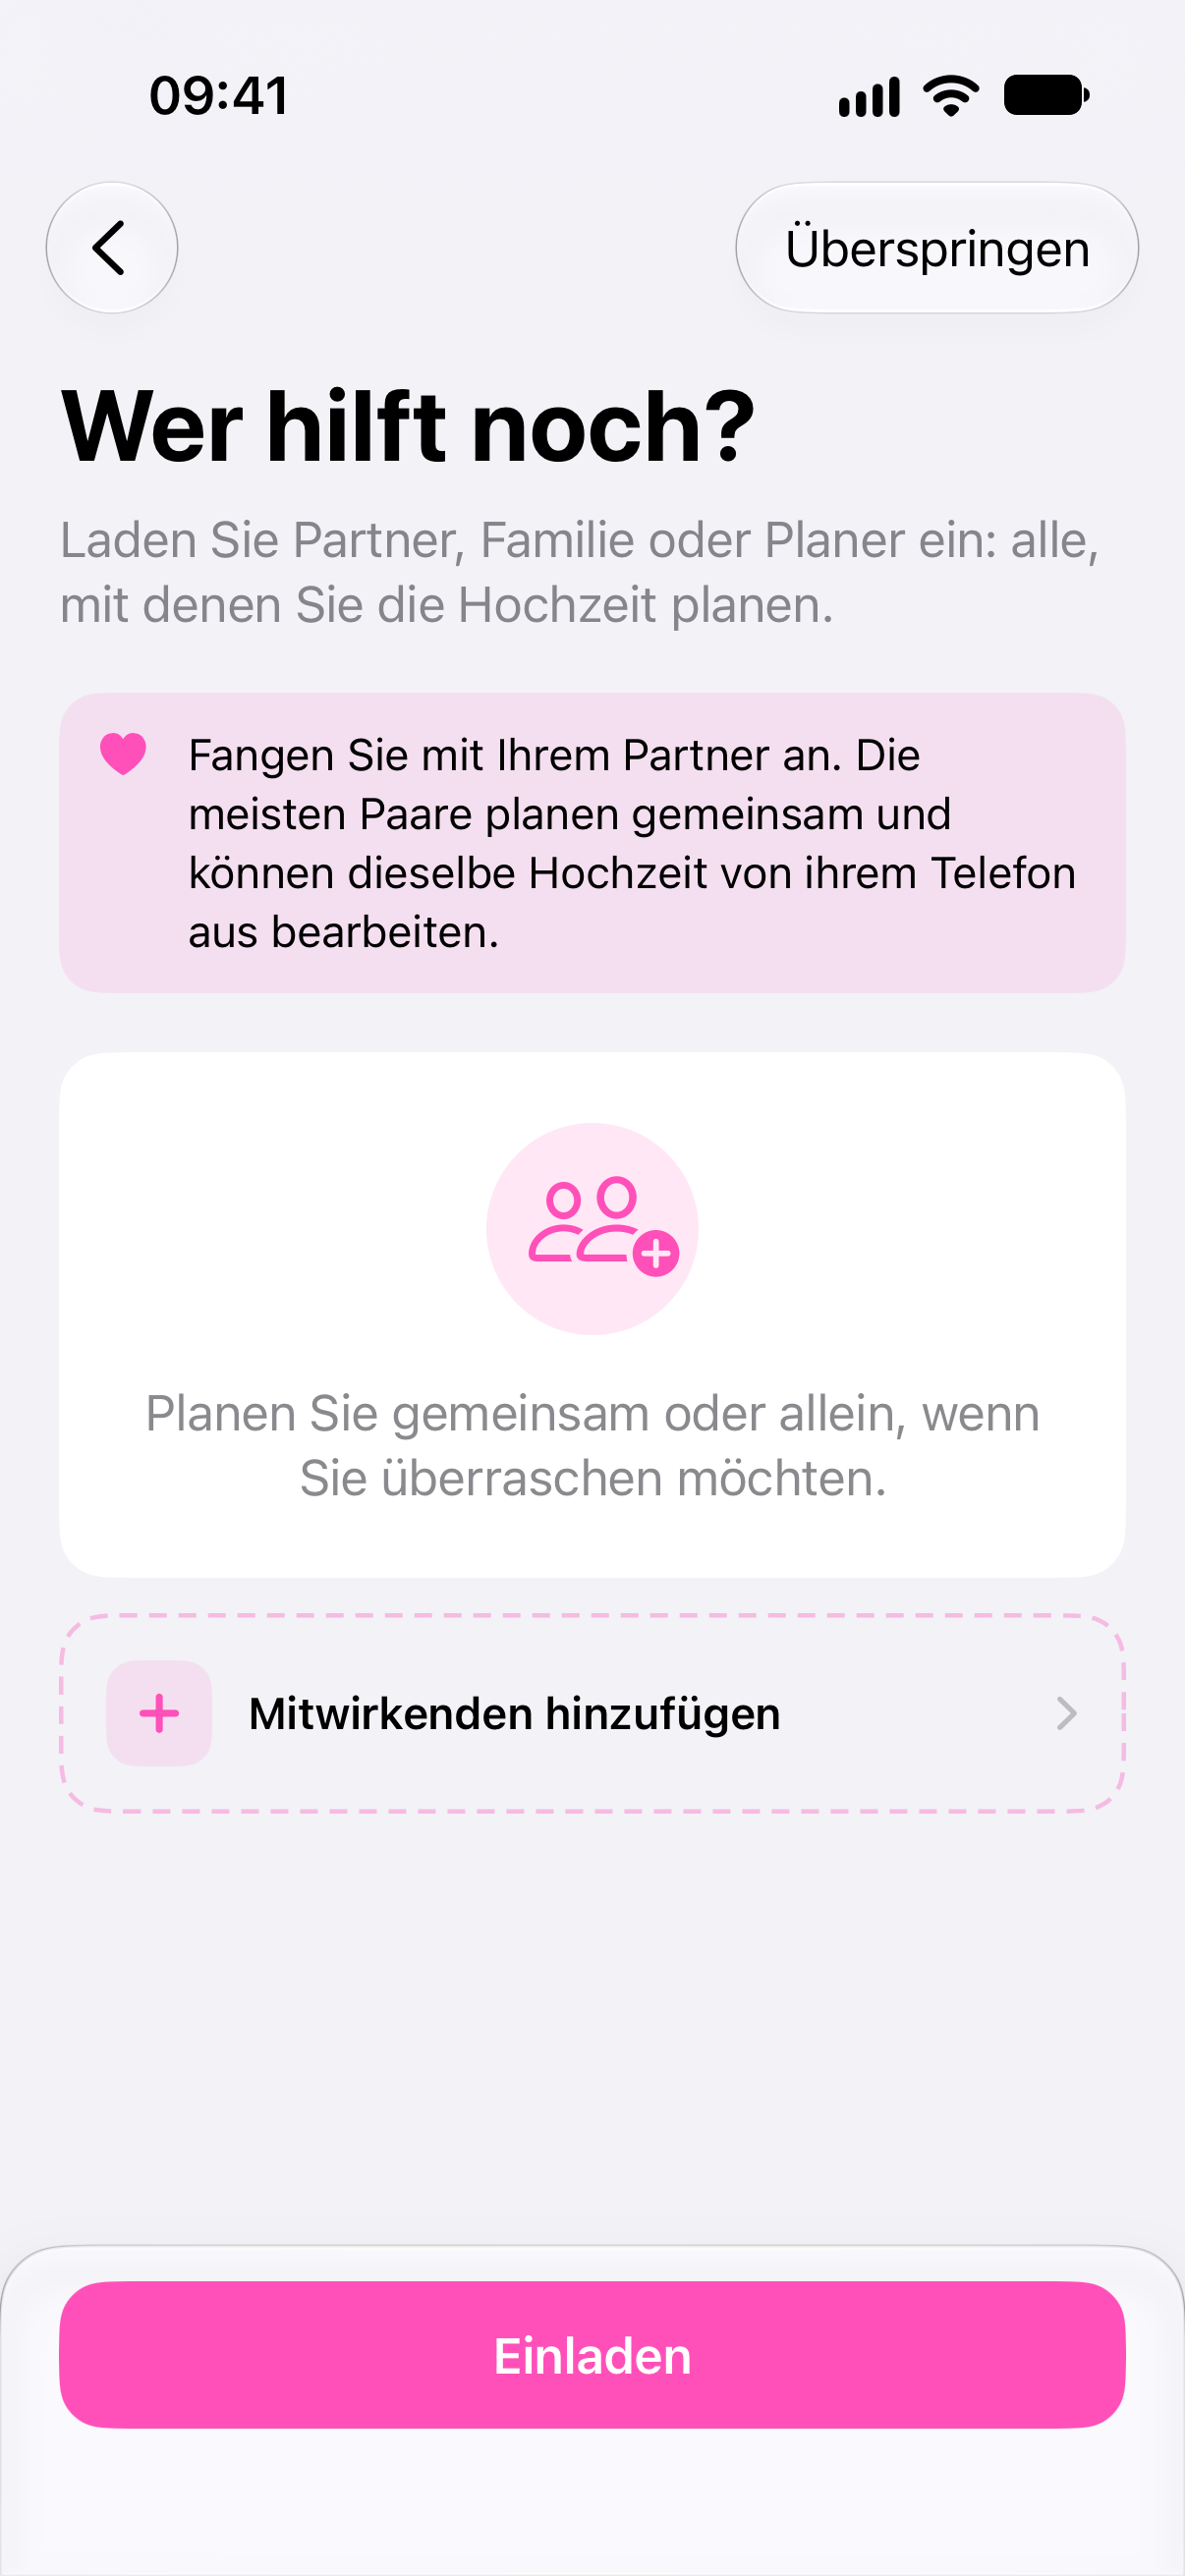 09:41
Überspringen
Wer hilft noch?
Laden Sie Partner, Familie oder Planer ein: alle,
mit denen Sie die Hochzeit planen.
Fangen Sie mit Ihrem Partner an. Die
meisten Paare planen gemeinsam und
können dieselbe Hochzeit von ihrem Telefon
aus bearbeiten.
Planen Sie gemeinsam oder allein, wenn
Sie überraschen möchten.
Mitwirkenden hinzufügen
Einladen